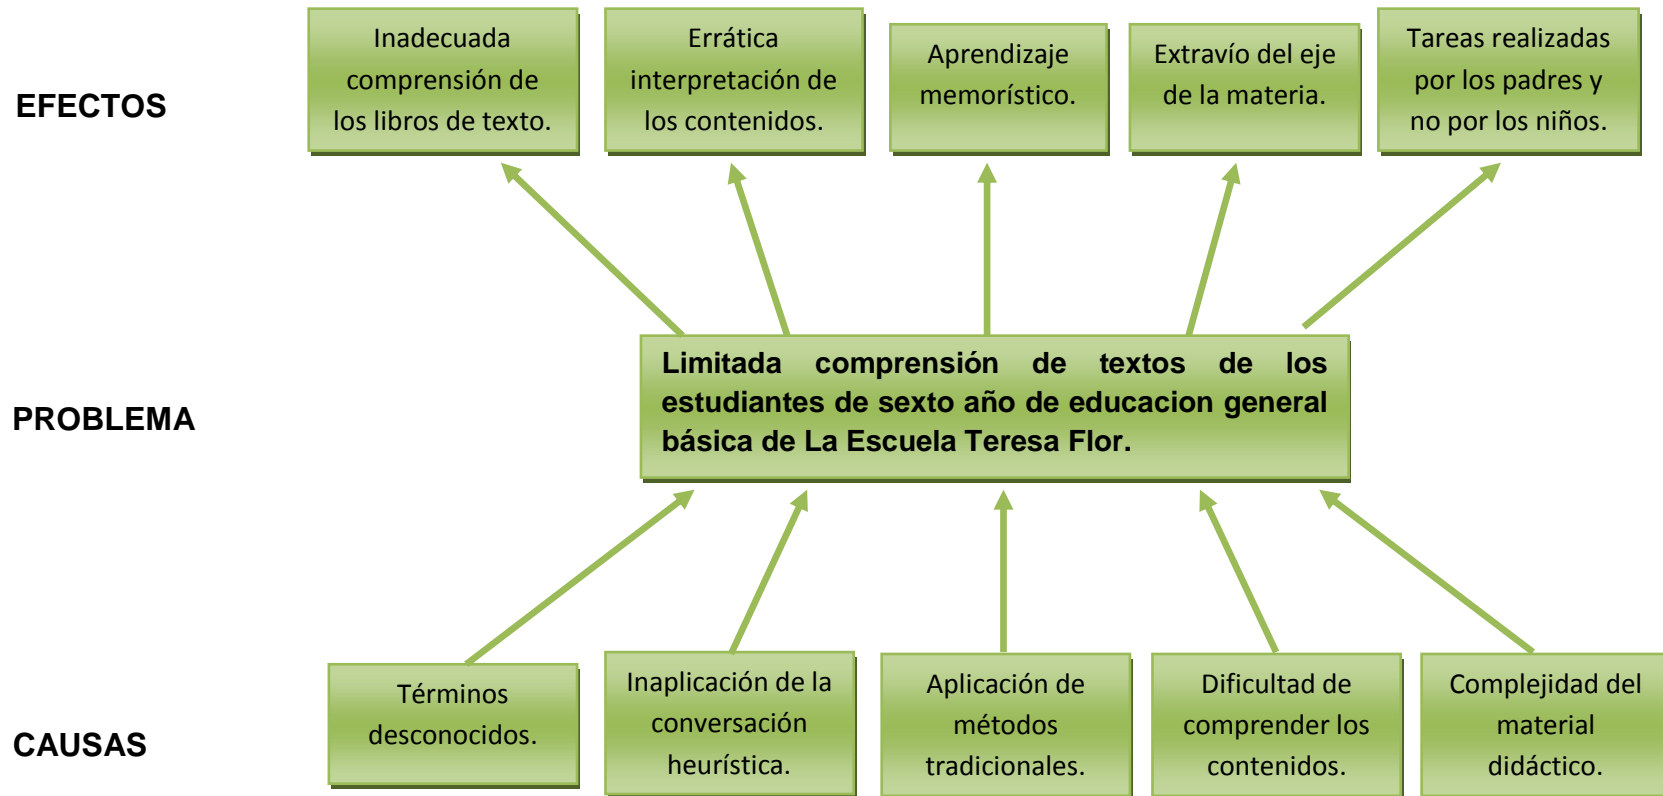 EFECTOS
Inadecuada
comprensión de
los libros de texto.
Errática
interpretación de
los contenidos.
Aprendizaje
memorístico.
Extravío del eje
de la materia.
Tareas realizadas
por los padres y
no por los niños.
PROBLEMA
Limitada comprensión de textos de los
estudiantes de sexto año de educacion general
básica de La Escuela Teresa Flor.
CAUSAS
Términos
desconocidos.
Inaplicación de la
conversación
heurística.
Aplicación de
métodos
tradicionales.
Dificultad de
comprender los
contenidos.
Complejidad del
material
didáctico.